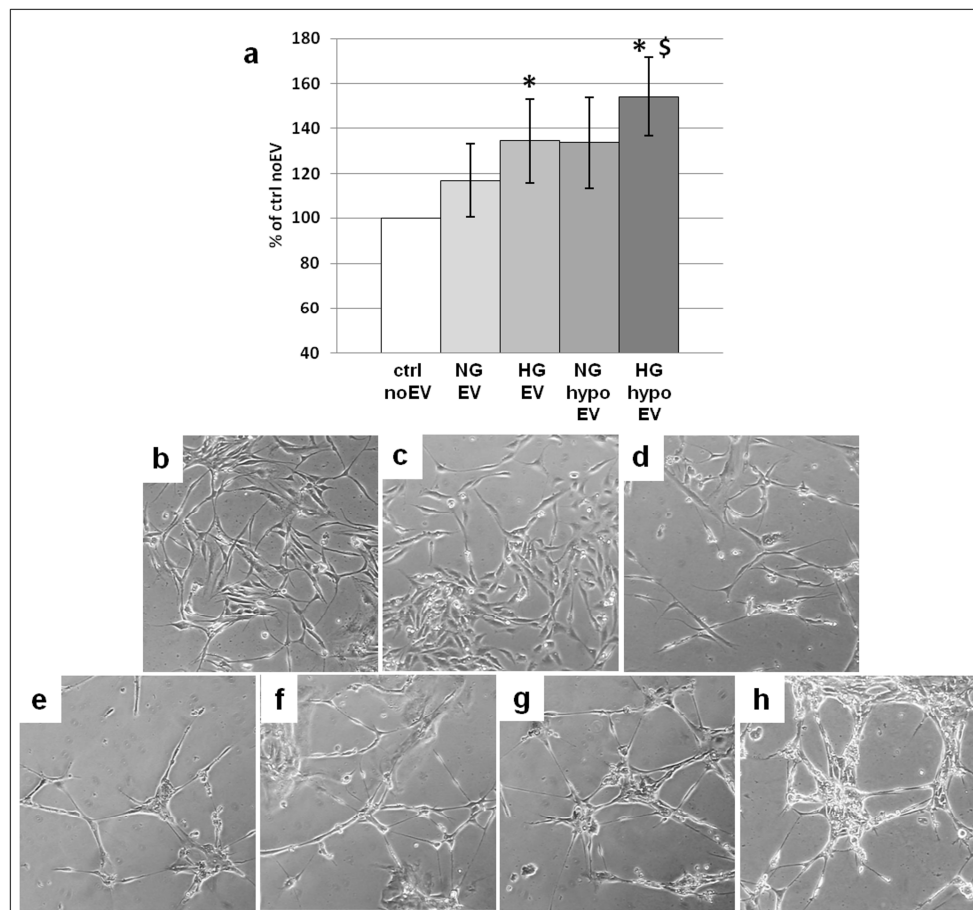 a
180
160
140
120
100
80
60
40
% of ctrl noEV
*
* $
ctrl
noEV
NG
EV
HG
EV
NG
hypo
EV
HG
hypo
EV
b
c
d
e
f
g
h